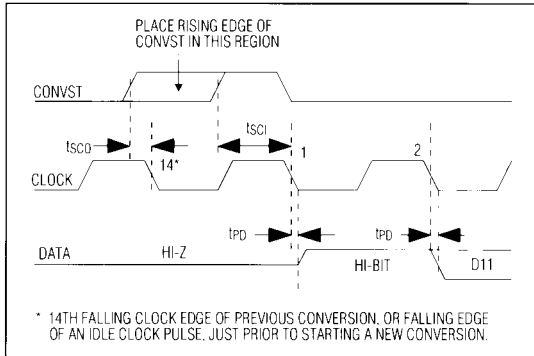 PLACE RISING EDGE OF
CONVST IN THIS REGION
CONVST
tSCO
14*
tSCI
1
2
CLOCK
tPD
tPD
DATA
HI-Z
HI-BIT
D11
* 14TH FALLING CLOCK EDGE OF PREVIOUS CONVERSION, OR FALLING EDGE
OF AN IDLE CLOCK PULSE, JUST PRIOR TO STARTING A NEW CONVERSION.